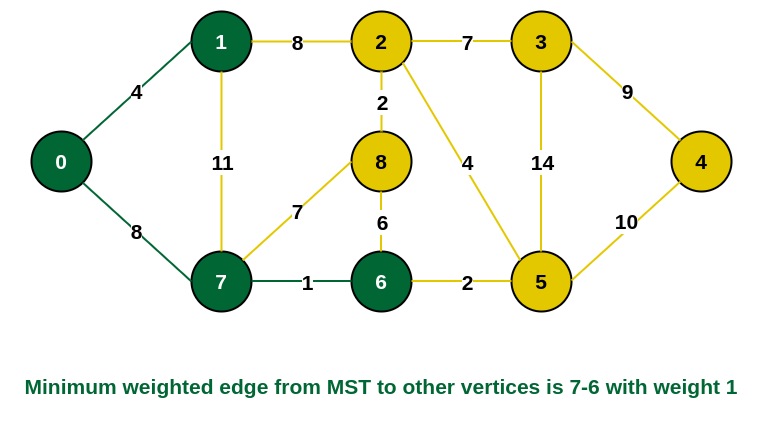 1 8 2 7 3
4 2 9
0 11 8 4 14 4
8 7 6 10
7 1 6 2 5
Minimum weighted edge from MST to other vertices is 7-6 with weight 1